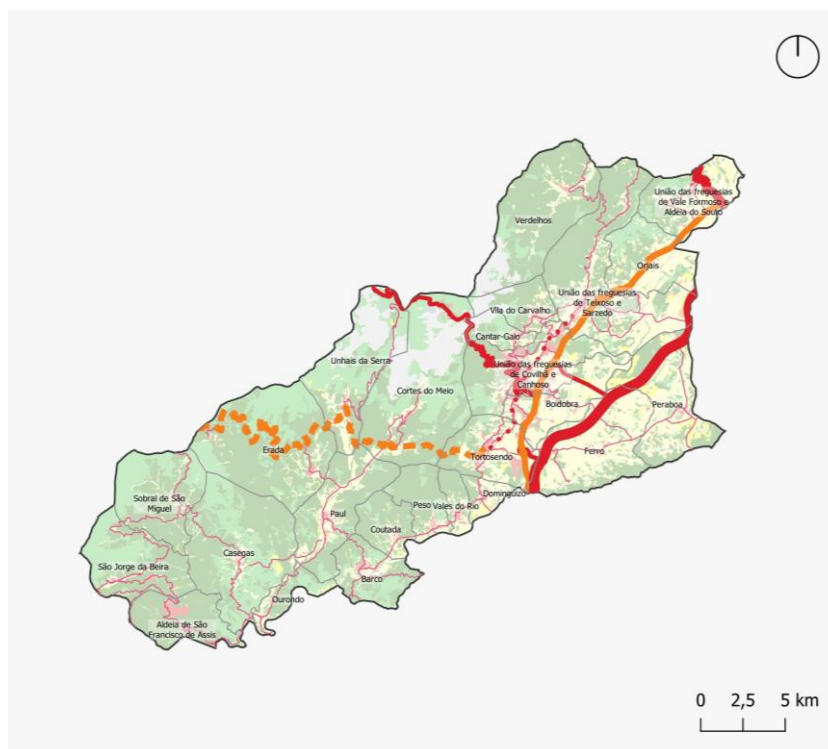 União das freguesias
de Vale Formoso e
Aldeia do Souto
Verdelhos
Orjais
União das freguesias
de Teixoso e
Sarzedo
Vila do Carvalho
Cantar-Galo
Unhais da Serra
União das freguesias
de Covilhã e
Canhoso
Cortes do Meio
Boidobra
Peraboa
Erada
Tortosendo
Ferro
Sobral de São
Miguel
Dominguizo
Peso
Vales do Rio
Paul
Coutada
Casegas
São Jorge da Beira
Barco
Ourondo
Aldeia de São
Francisco de Assis
0 2,5 5 km